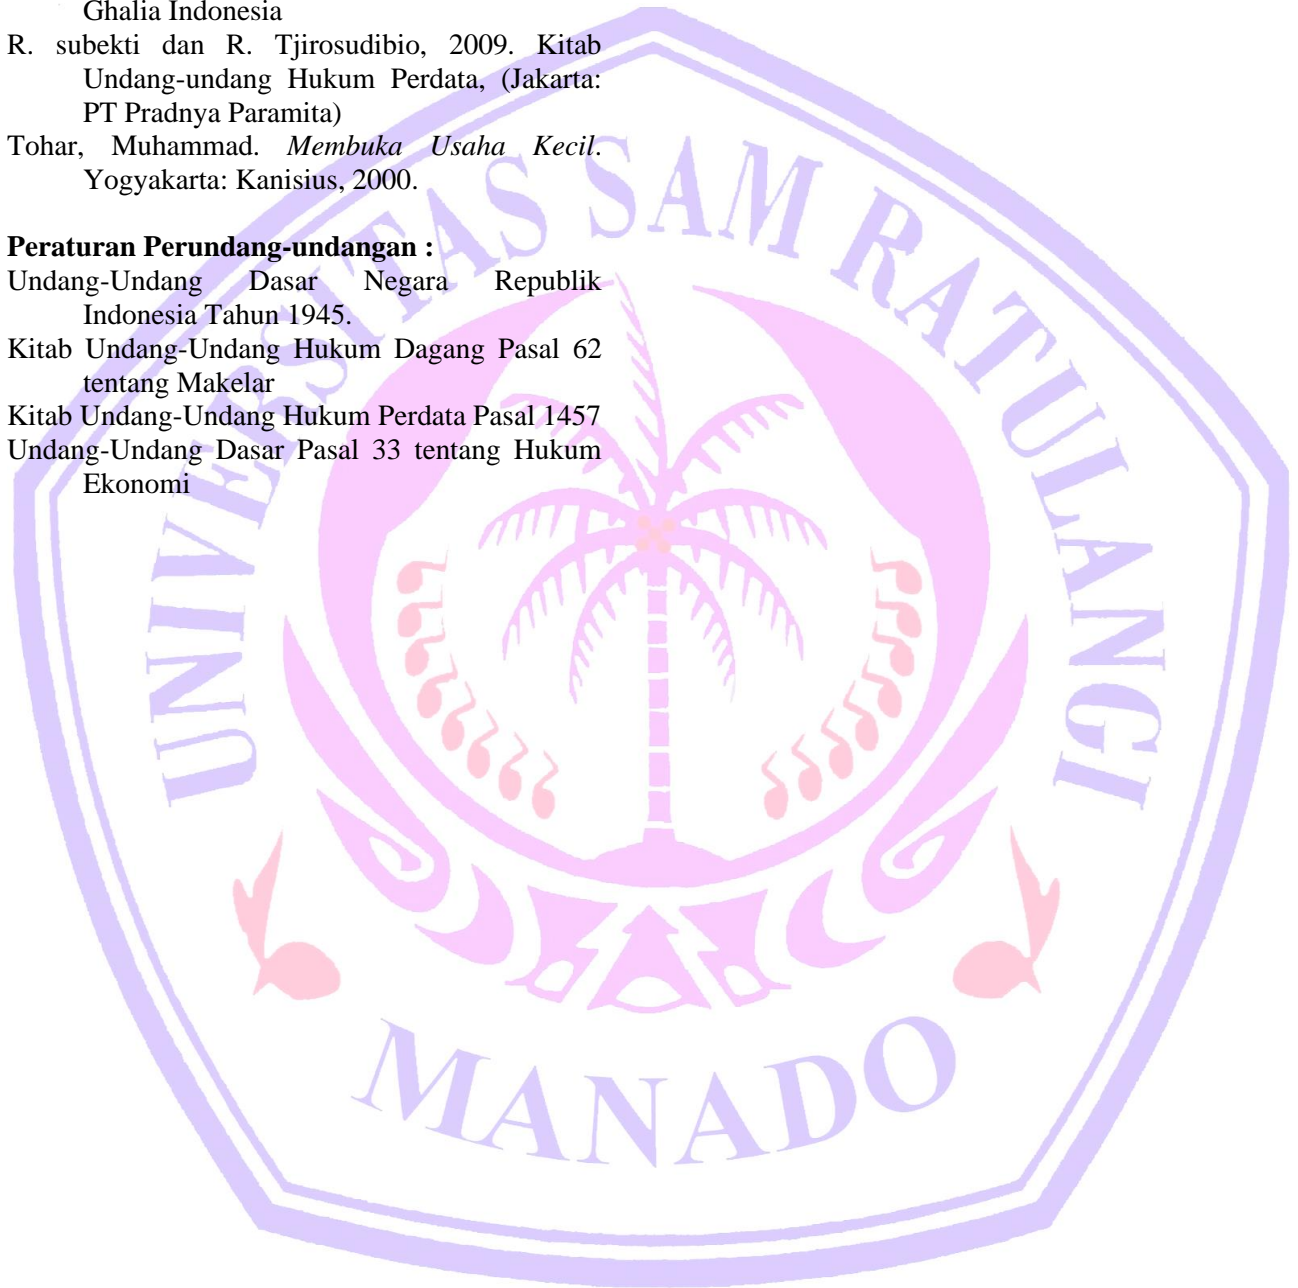 Ghalia Indonesia
R. subekti dan R. Tjirosudibio, 2009. Kitab
Undang-undang Hukum Perdata, (Jakarta:
PT Pradnya Paramita)
Tohar, Muhammad. Membuka Usaha Kecil.
Yogyakarta: Kanisius, 2000.
Peraturan Perundang-undangan :
Undang-Undang Dasar Negara Republik
Indonesia Tahun 1945.
Kitab Undang-Undang Hukum Dagang Pasal 62
tentang Makelar
Kitab Undang-Undang Hukum Perdata Pasal 1457
Undang-Undang Dasar Pasal 33 tentang Hukum
Ekonomi
UNIVERSITAS SAM RATULANGI
MANADO